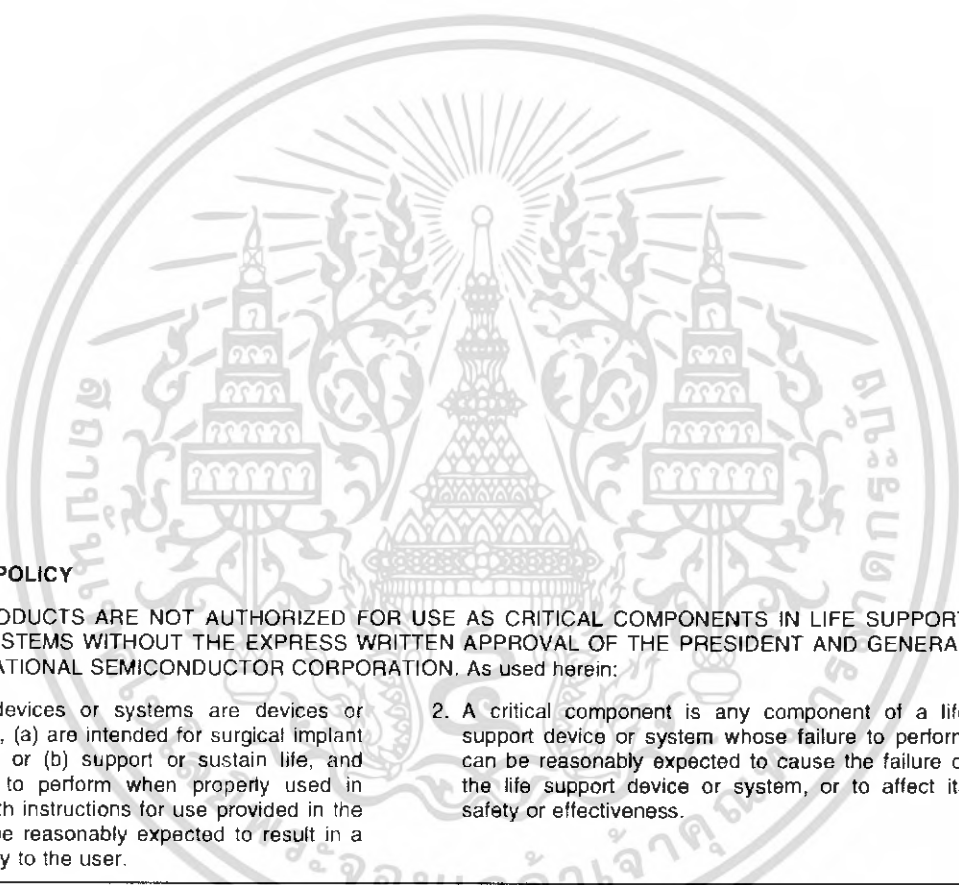 POLICY
ODUCTS ARE NOT AUTHORIZED FOR USE AS CRITICAL COMPONENTS IN LIFE SUPPORT
STEMS WITHOUT THE EXPRESS WRITTEN APPROVAL OF THE PRESIDENT AND GENERA
ATIONAL SEMICONDUCTOR CORPORATION. As used herein:
devices or systems are devices or
, (a) are intended for surgical implant
or (b) support or sustain life, and
to perform when properly used in
th instructions for use provided in the
be reasonably expected to result in a
y to the user.
2. A critical component is any component of a life
support device or system whose failure to perform
can be reasonably expected to cause the failure o
the life support device or system, or to affect it
safety or effectiveness.